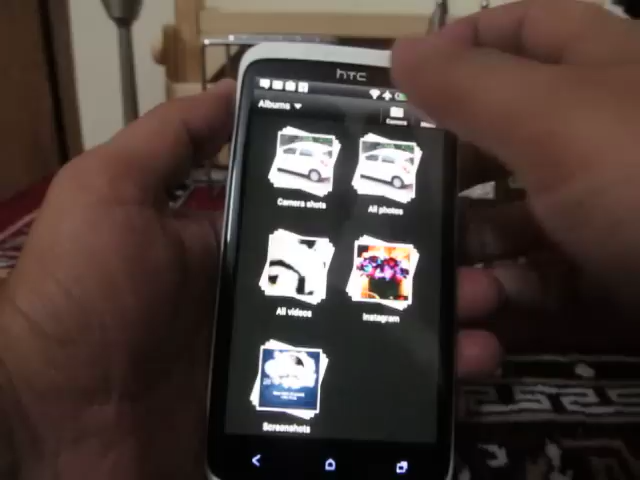 hTC
Albums
Camera
Camera shots
All photos
All videos
Instagram
Screenshots